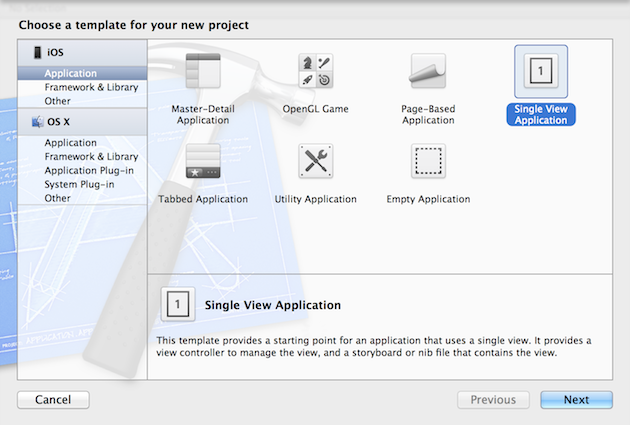 Choose a template for your new project
iOS
Application
Framework & Library
Other
OS X
Application
Framework & Library
Application Plug-in
System Plug-in
Other
Master-Detail
Application
OpenGL Game
Page-Based
Application
1
Single View
Application
Tabbed Application
Utility Application
Empty Application
1
Single View Application
This template provides a starting point for an application that uses a single view. It provides a
view controller to manage the view, and a storyboard or nib file that contains the view.
Cancel
Previous
Next